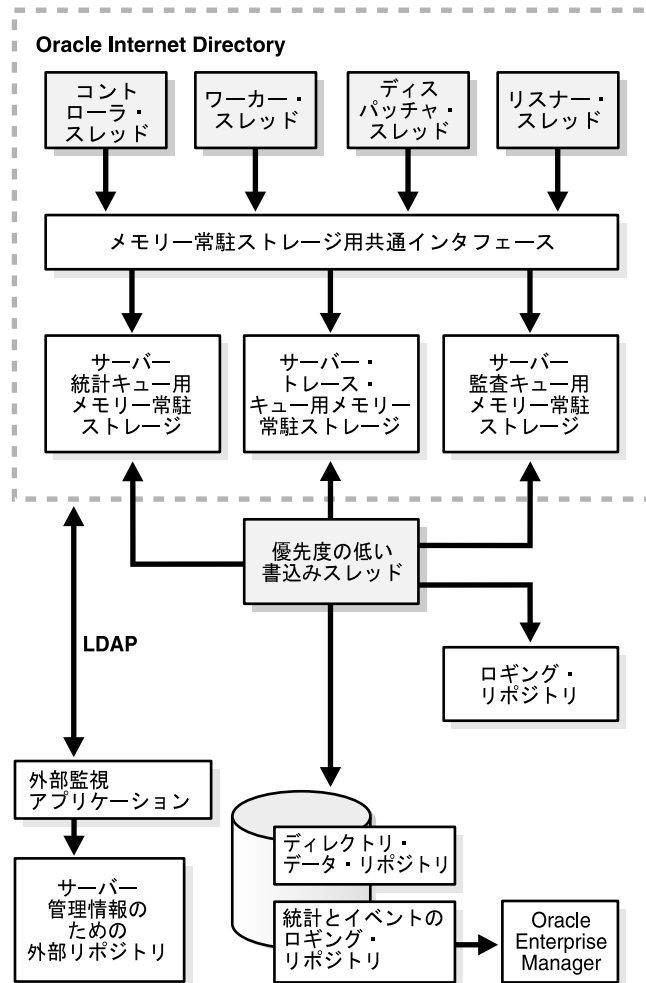 Oracle Internet Directory
コント
ローラ・
スレッド
ワーカー・
スレッド
ディス
パッチャ・
スレッド
リスナー・
スレッド
メモリー常駐ストレージ用共通インタフェース
サーバー
統計キュー用
メモリー常駐
ストレージ
サーバー・
トレース・
キュー用メモリー
常駐ストレージ
サーバー
監査キュー用
メモリー常駐
ストレージ
優先度の低い
書込みスレッド
LDAP
ロギング・
リポジトリ
外部監視
アプリケーション
サーバー
管理情報の
ための
外部リポジトリ
ディレクトリ・
データ・リポジトリ
統計とイベントの
ロギング・
リポジトリ
Oracle
Enterprise
Manager